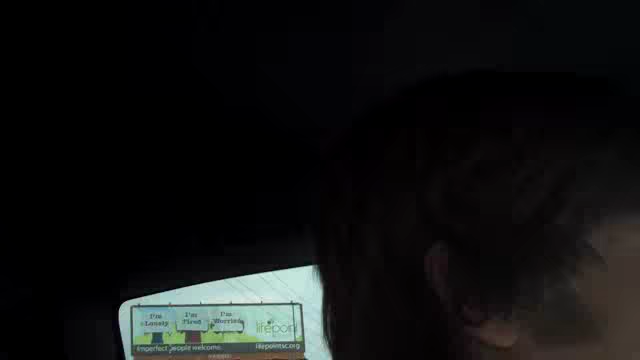 I'm Lonely
I'm Tired
I'm Worried
lifepoint
Imperfect people welcome.
lifepointsc.org